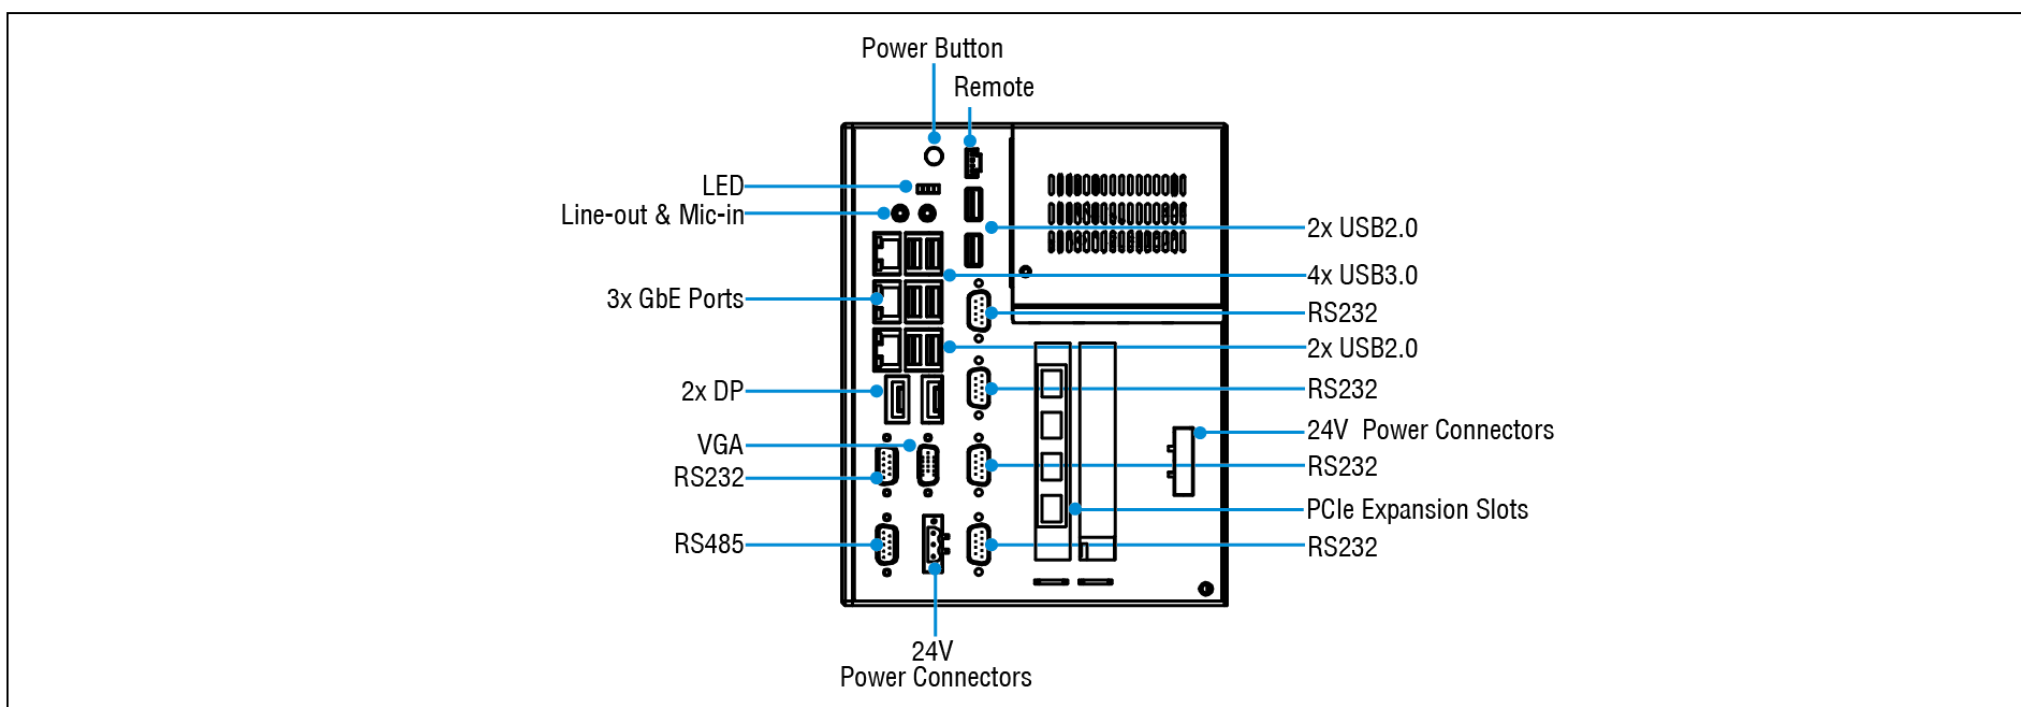 Power Button
Remote
LED
Line-out & Mic-in
2x USB2.0
4x USB3.0
3x GbE Ports
RS232
2x USB2.0
2x DP
RS232
24V  Power Connectors
VGA
RS232
RS232
PCIe Expansion Slots
RS485
RS232
24V
Power Connectors